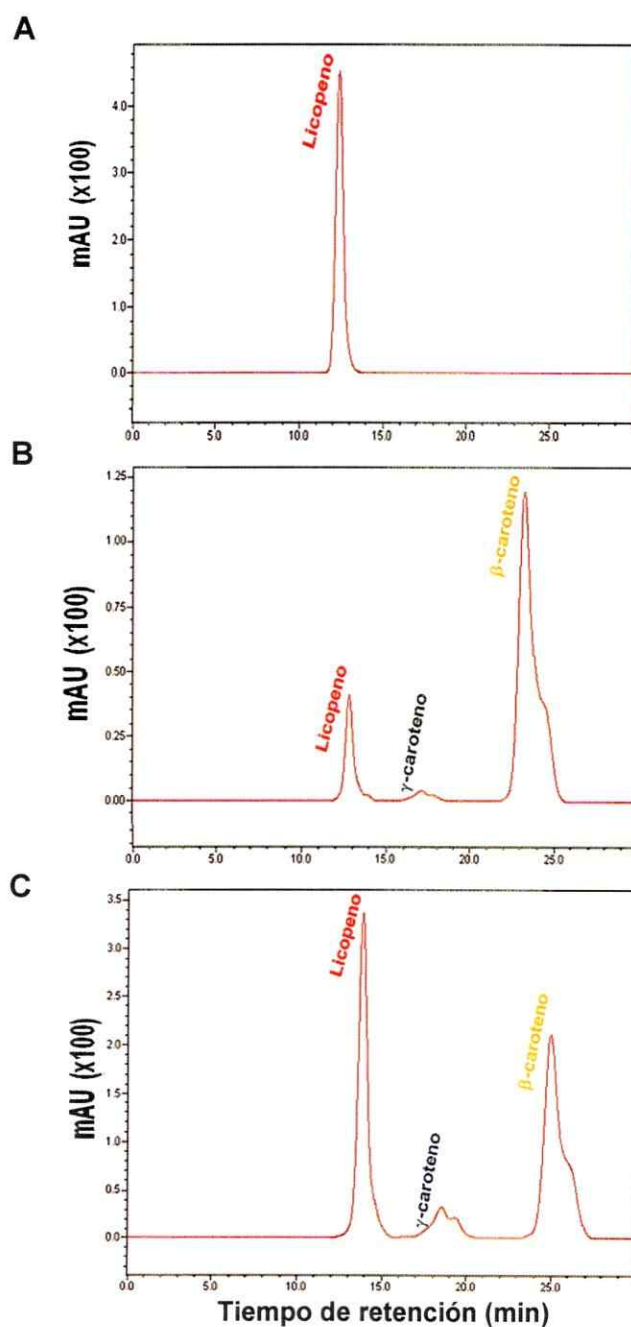 A
Licopeno
mAU (x100)
4.0
3.0
2.0
1.0
0.0
0.0 5.0 10.0 15.0 20.0 25.0
B
β-caroteno
Licopeno
γ-caroteno
mAU (x100)
1.25
1.00
0.75
0.50
0.25
0.00
0.0 5.0 10.0 15.0 20.0 25.0
C
Licopeno
β-caroteno
γ-caroteno
mAU (x100)
3.5
3.0
2.5
2.0
1.5
1.0
0.5
0.0
0.0 5.0 10.0 15.0 20.0 25.0
Tiempo de retención (min)